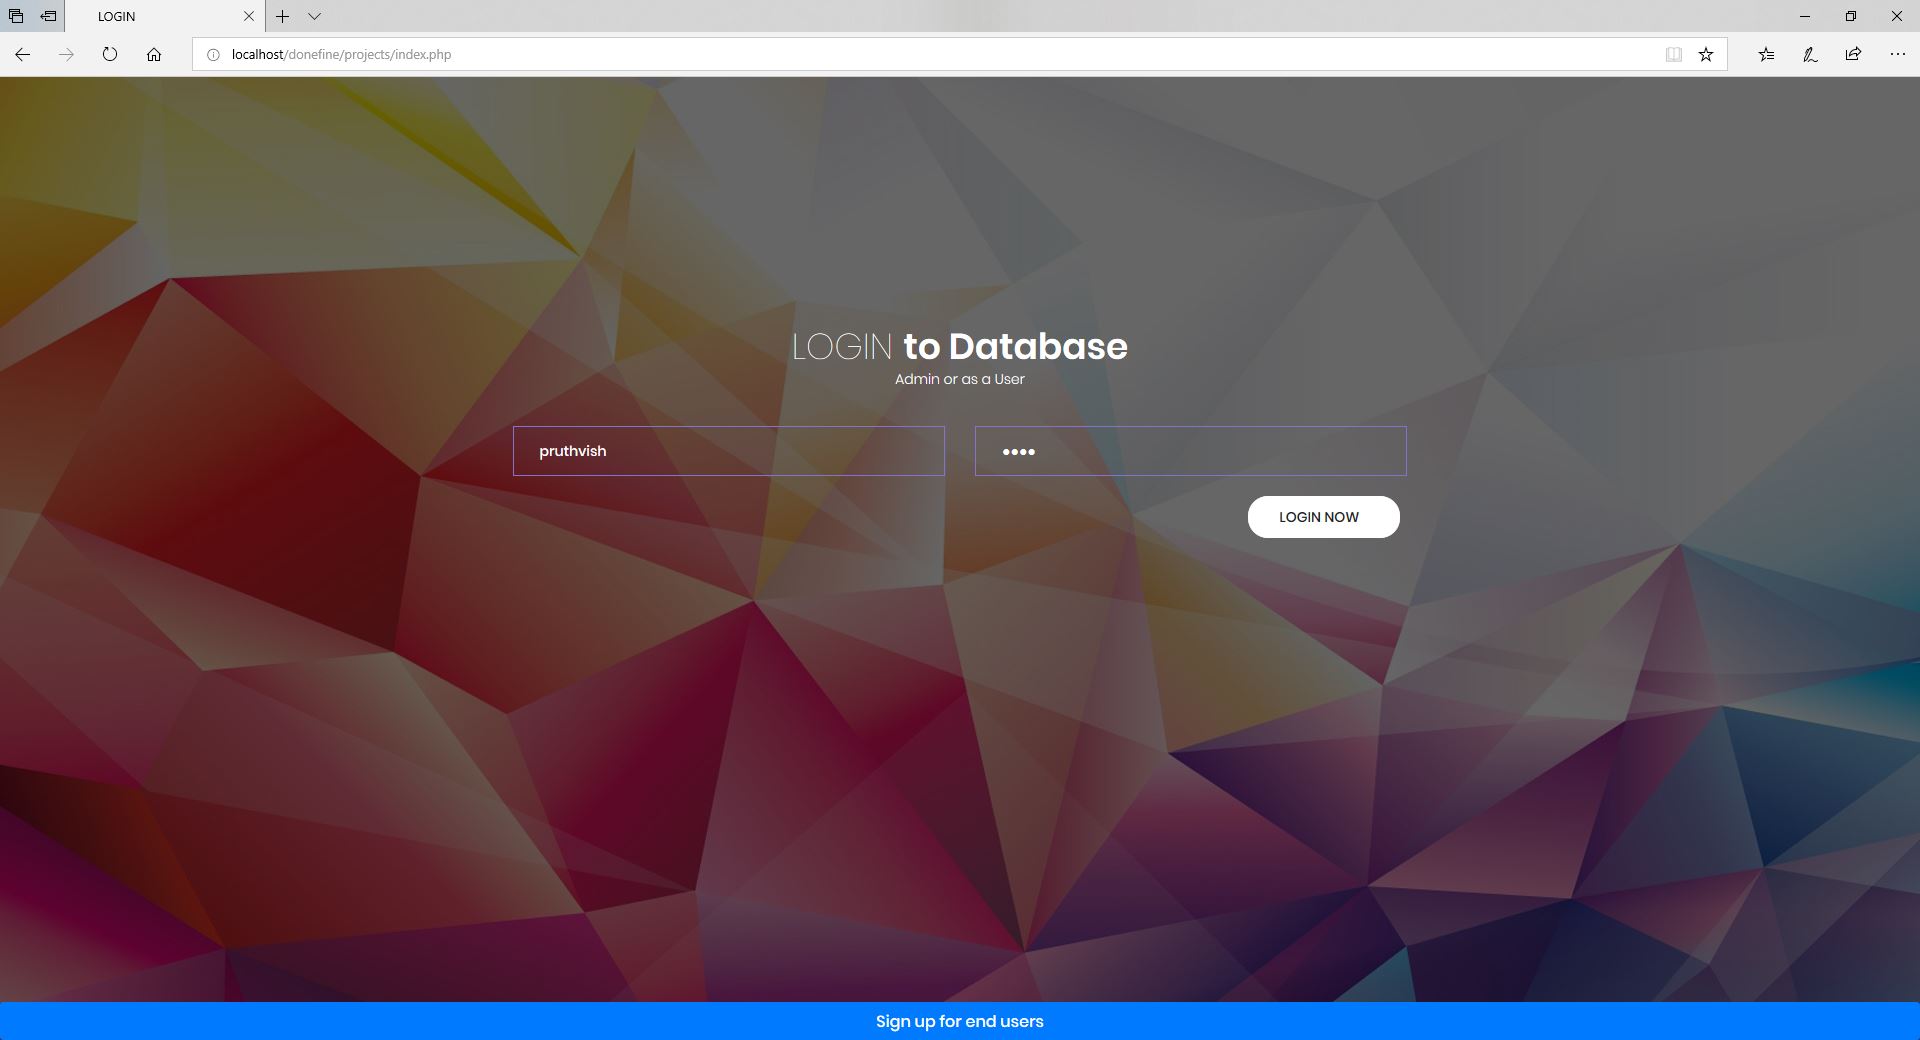 LOGIN
localhost/donefine/projects/index.php
LOGIN to Database
Admin or as a User
pruthvish
••••
LOGIN NOW
Sign up for end users